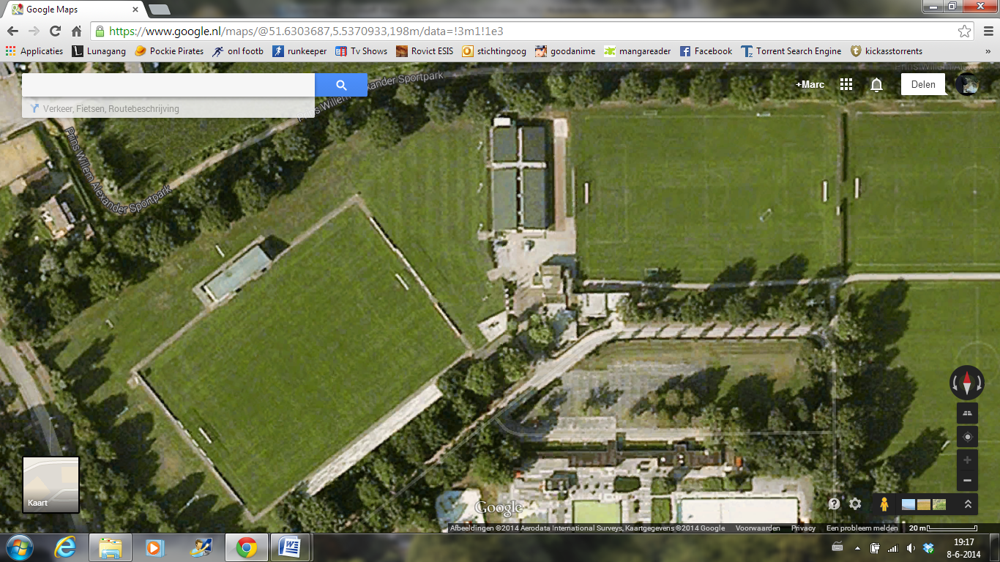 Google Maps
https://www.google.nl/maps/@51.6303687,5.5370933,198m/data=!3m1!1e3
Applicaties Lunagang Pockie Pirates onl footb runkeeper Tv Shows Rovict ESIS stichtingoog goodanime mangareader Facebook Torrent Search Engine kickasstorrents »
Prins Willem Alexander Sportpark
+Marc Delen
Verkeer, Fietsen, Routebeschrijving
Prins Willem Alexander Sportpark
Kaart
Google
Afbeeldingen ©2014 Aerodata International Surveys, Kaartgegevens ©2014 Google Voorwaarden Privacy Een probleem melden 20 m
19:17
8-6-2014